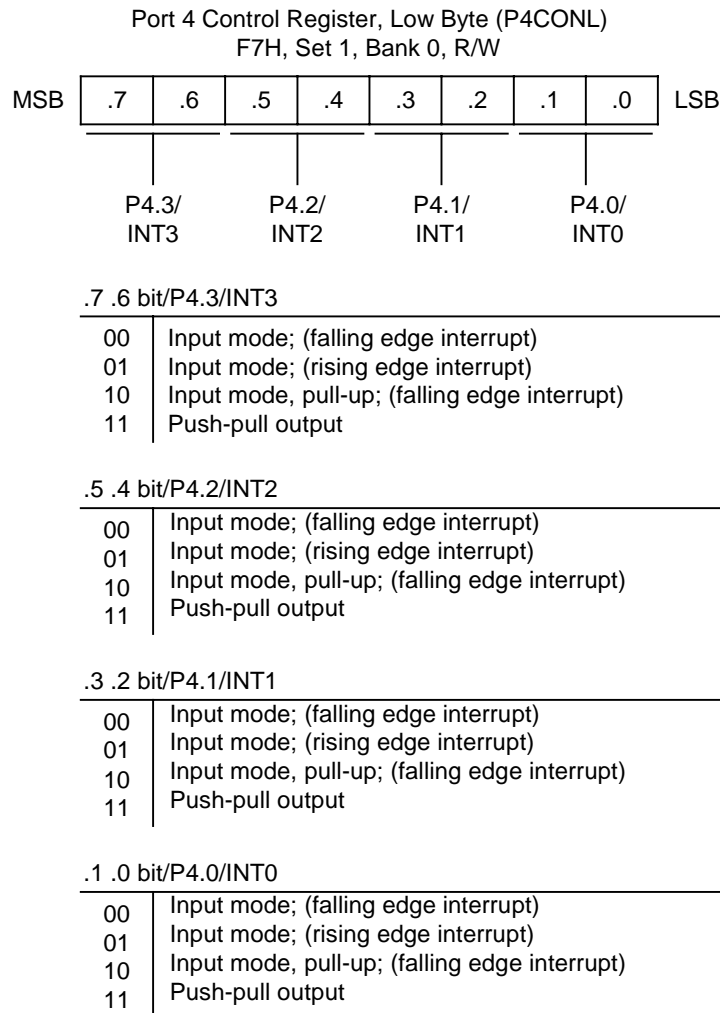 Port 4 Control Register, Low Byte (P4CONL)
F7H, Set 1, Bank 0, R/W
MSB .7 .6 .5 .4 .3 .2 .1 .0 LSB
P4.3/ P4.2/ P4.1/ P4.0/
INT3 INT2 INT1 INT0
.7 .6 bit/P4.3/INT3
00 Input mode; (falling edge interrupt)
01 Input mode; (rising edge interrupt)
10 Input mode, pull-up; (falling edge interrupt)
11 Push-pull output
.5 .4 bit/P4.2/INT2
00 Input mode; (falling edge interrupt)
01 Input mode; (rising edge interrupt)
10 Input mode, pull-up; (falling edge interrupt)
11 Push-pull output
.3 .2 bit/P4.1/INT1
00 Input mode; (falling edge interrupt)
01 Input mode; (rising edge interrupt)
10 Input mode, pull-up; (falling edge interrupt)
11 Push-pull output
.1 .0 bit/P4.0/INT0
00 Input mode; (falling edge interrupt)
01 Input mode; (rising edge interrupt)
10 Input mode, pull-up; (falling edge interrupt)
11 Push-pull output